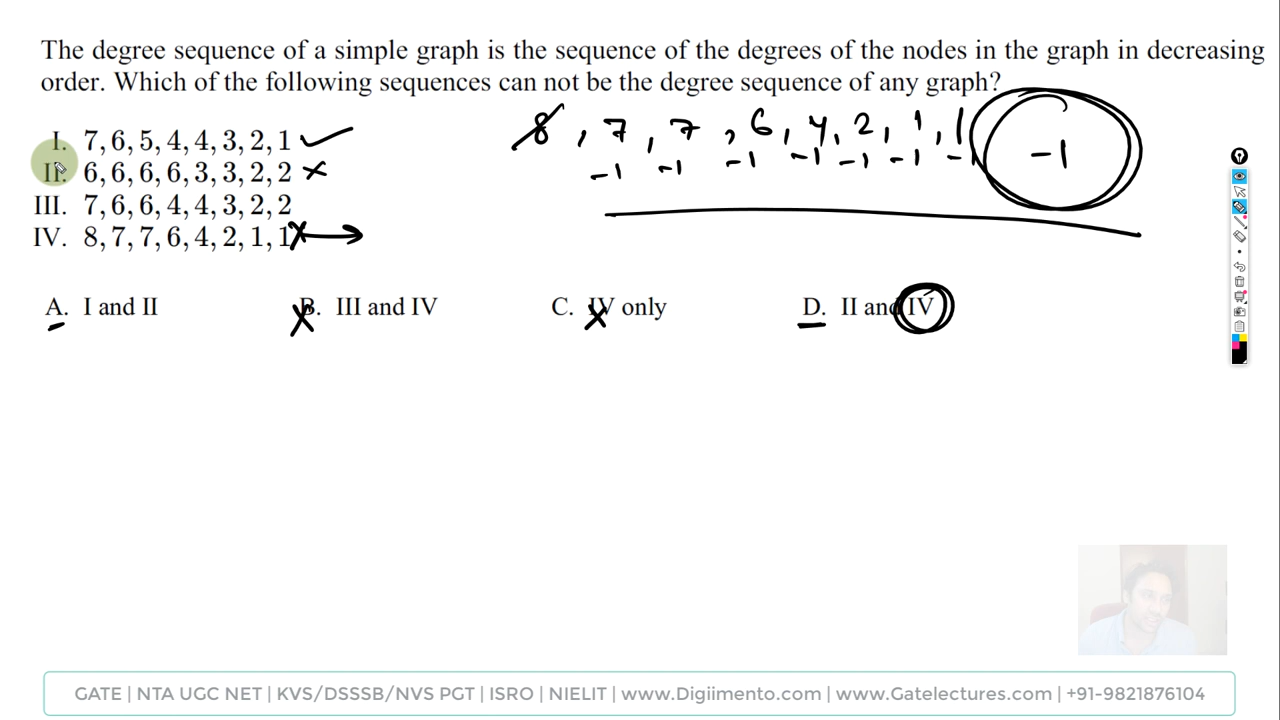 The degree sequence of a simple graph is the sequence of the degrees of the nodes in the graph in decreasing
order. Which of the following sequences can not be the degree sequence of any graph?
8, 7, 7, 6, 4, 2, 1, 1
-1 -1 -1 -1 -1 -1 -1 -1
I. 7, 6, 5, 4, 4, 3, 2, 1
II. 6, 6, 6, 6, 3, 3, 2, 2
III. 7, 6, 6, 4, 4, 3, 2, 2
IV. 8, 7, 7, 6, 4, 2, 1, 1
A. I and II
B. III and IV
C. IV only
D. II and IV
GATE | NTA UGC NET | KVS/DSSSB/NVS PGT | ISRO | NIELIT | www.Digiimento.com | www.Gatelectures.com | +91-9821876104